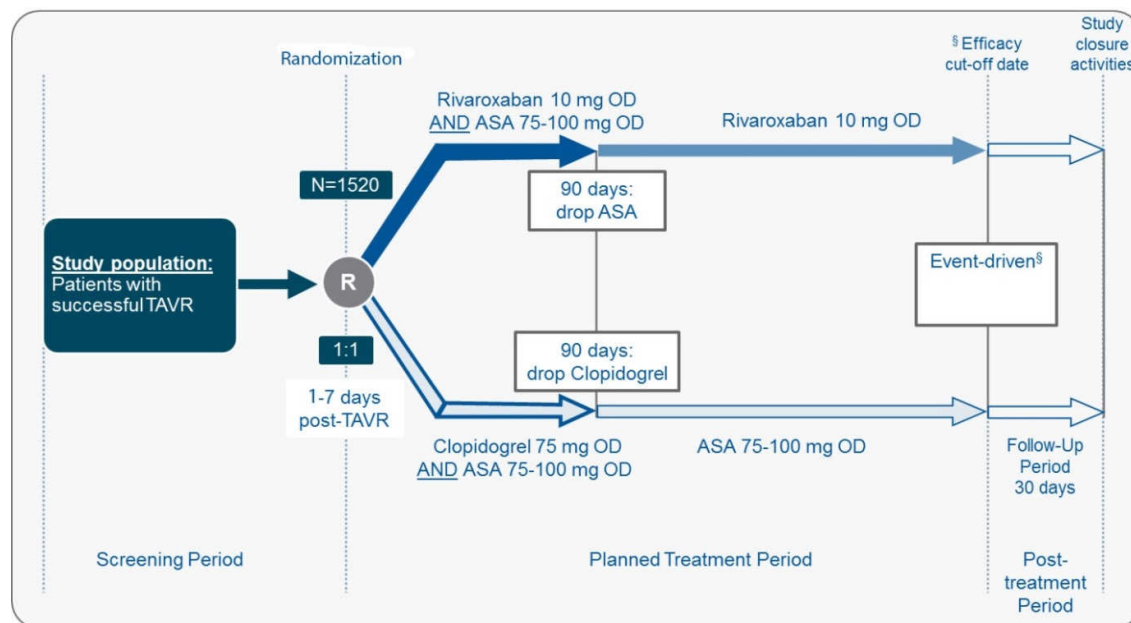 Randomization
§ Efficacy
cut-off date
Study
closure
activities
Rivaroxaban 10 mg OD
AND ASA 75-100 mg OD
Rivaroxaban 10 mg OD
N=1520
90 days:
drop ASA
Study population:
Patients with
successful TAVR
R
Event-driven§
1:1
90 days:
drop Clopidogrel
1-7 days
post-TAVR
Clopidogrel 75 mg OD
AND ASA 75-100 mg OD
ASA 75-100 mg OD
Follow-Up
Period
30 days
Screening Period
Planned Treatment Period
Post-
treatment
Period